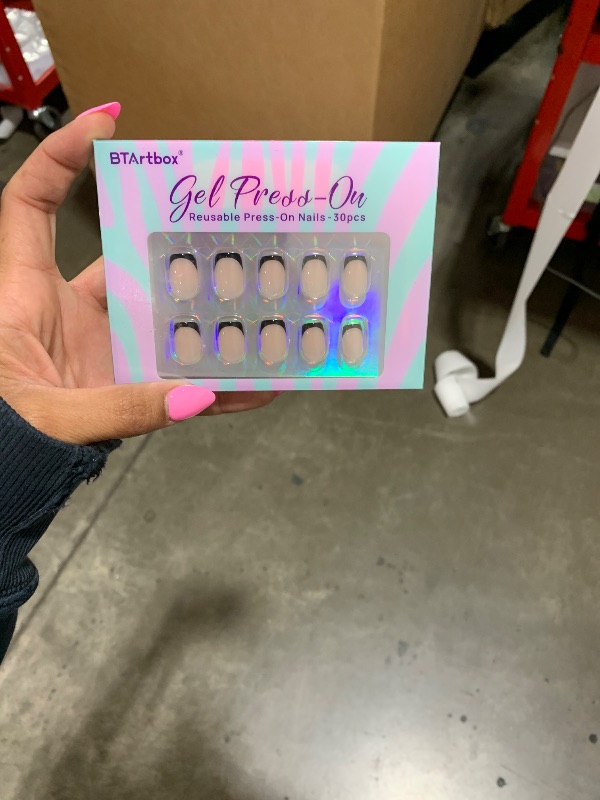 BTArtbox®
Gel Press-On
Reusable Press-On Nails - 30pcs